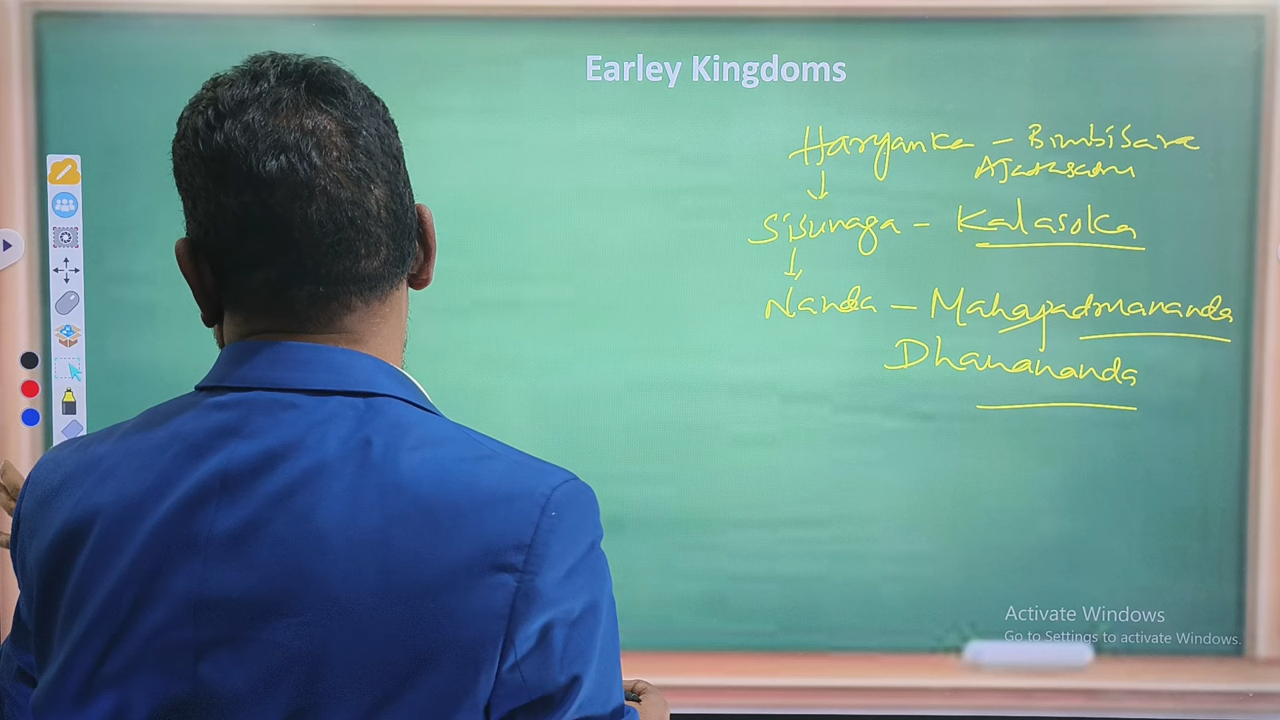 Earley Kingdoms
Haryanka - Bimbisara
Ajatasatru
Sisunaga - Kalasoka
Nanda - Mahapadmananda
Dhanananda
Activate Windows
Go to Settings to activate Windows.